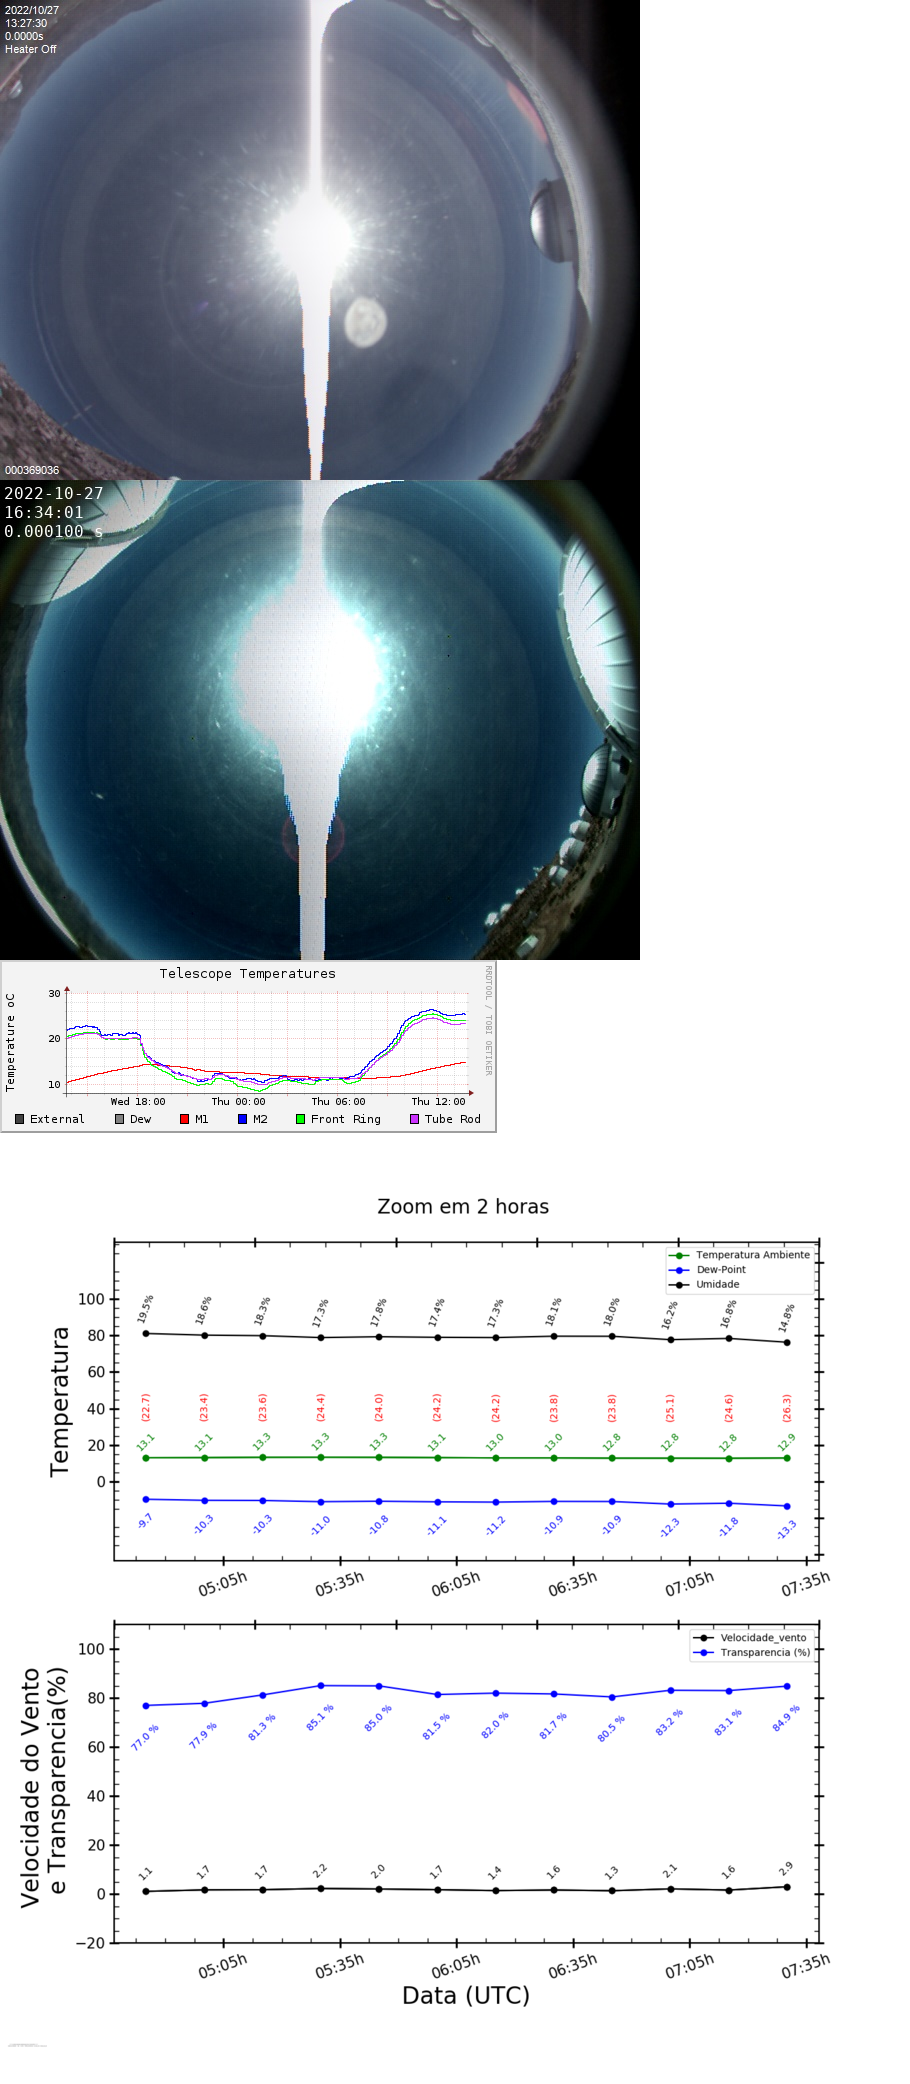 2022/10/27
13:27:30
0.0000s
Heater Off
000369036
2022-10-27
16:34:01
0.000100 s
Telescope Temperatures
RRDTOOL / TOBI OETIKER
Temperature oC
30
20
10
Wed 18:00 Thu 00:00 Thu 06:00 Thu 12:00
External Dew M1 M2 Front Ring Tube Rod
Zoom em 2 horas
Temperatura Ambiente
Dew-Point
Umidade
Temperatura
100
80
60
40
20
0
19.5% 18.6% 18.3% 17.3% 17.8% 17.4% 17.3% 18.1% 18.0% 16.2% 16.8% 14.8%
(22.7) (23.4) (23.6) (24.4) (24.0) (24.2) (24.2) (23.8) (23.8) (25.1) (24.6) (26.3)
13.1 13.1 13.3 13.3 13.3 13.1 13.0 13.0 12.8 12.8 12.8 12.9
-9.7 -10.3 -10.3 -11.0 -10.8 -11.1 -11.2 -10.9 -10.9 -12.3 -11.8 -13.3
05:05h 05:35h 06:05h 06:35h 07:05h 07:35h
Velocidade_vento
Transparencia (%)
Velocidade do Vento
e Transparencia(%)
100
80
60
40
20
0
−20
77.0 % 77.9 % 81.3 % 85.1 % 85.0 % 81.5 % 82.0 % 81.7 % 80.5 % 83.2 % 83.1 % 84.9 %
1.1 1.7 1.7 2.2 2.0 1.7 1.4 1.6 1.3 2.1 1.6 2.9
05:05h 05:35h 06:05h 06:35h 07:05h 07:35h
Data (UTC)